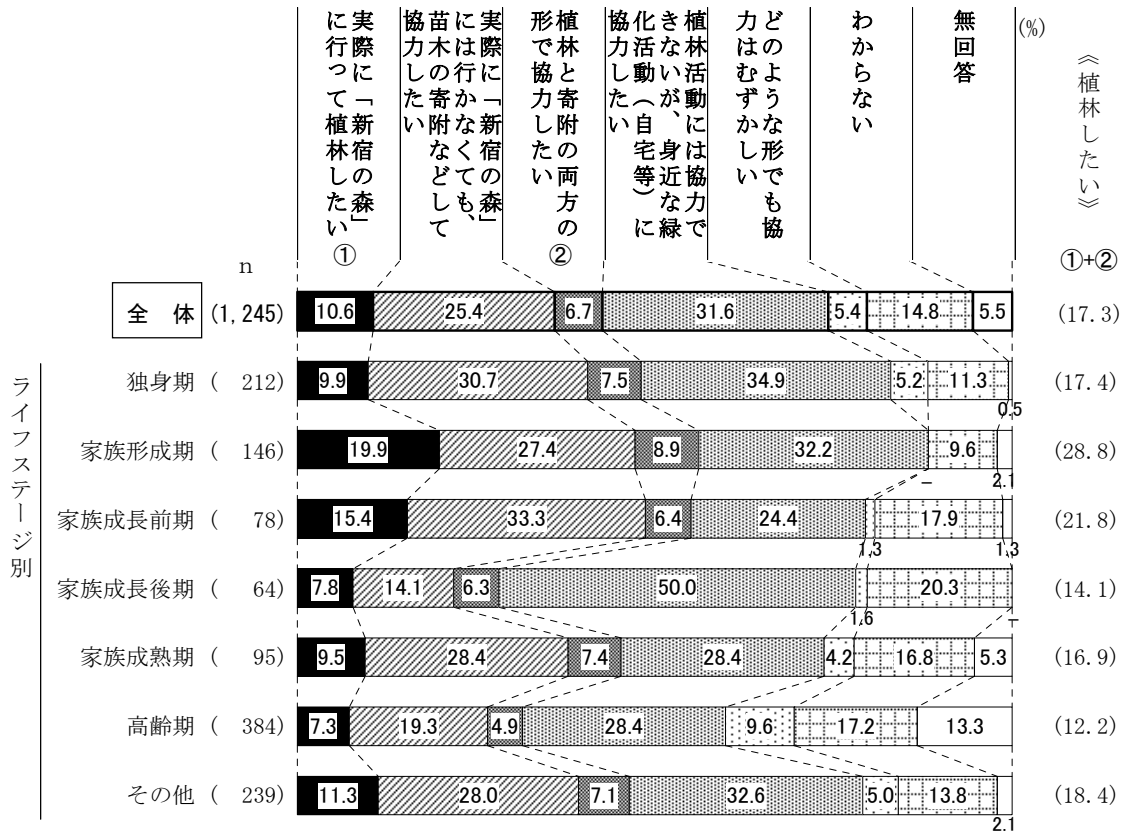 実際に「新宿の森」
に行って植林したい
①
実際に「新宿の森」
には行かなくても、
苗木の寄附などして
協力したい
植林と寄附の両方の
形で協力したい
②
植林活動には協力で
きないが、身近な緑
化活動（自宅等）に
協力したい
どのような形でも協
力はむずかしい
わからない
無回答
(%)
《植林したい》
①+②
n
全 体 (1,245) 10.6 25.4 6.7 31.6 5.4 14.8 5.5 (17.3)
ライフステージ別
独身期 ( 212) 9.9 30.7 7.5 34.9 5.2 11.3 0.5 (17.4)
家族形成期 ( 146) 19.9 27.4 8.9 32.2 － 9.6 2.1 (28.8)
家族成長前期 ( 78) 15.4 33.3 6.4 24.4 1.3 17.9 1.3 (21.8)
家族成長後期 ( 64) 7.8 14.1 6.3 50.0 1.6 20.3 － (14.1)
家族成熟期 ( 95) 9.5 28.4 7.4 28.4 4.2 16.8 5.3 (16.9)
高齢期 ( 384) 7.3 19.3 4.9 28.4 9.6 17.2 13.3 (12.2)
その他 ( 239) 11.3 28.0 7.1 32.6 5.0 13.8 2.1 (18.4)